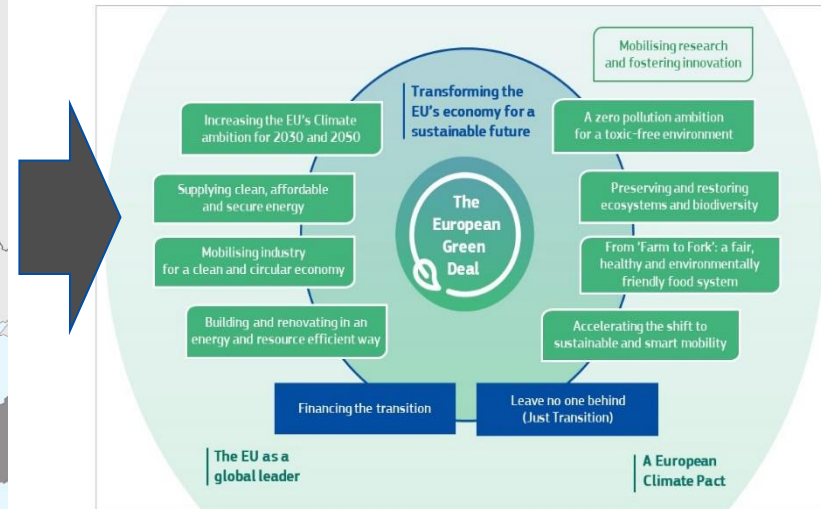 Mobilising research
and fostering innovation
Transforming the
EU's economy for a
sustainable future
Increasing the EU's Climate
ambition for 2030 and 2050
A zero pollution ambition
for a toxic-free environment
Supplying clean, affordable
and secure energy
The
European
Green
Deal
Preserving and restoring
ecosystems and biodiversity
Mobilising industry
for a clean and circular economy
From 'Farm to Fork': a fair,
healthy and environmentally
friendly food system
Building and renovating in an
energy and resource efficient way
Accelerating the shift to
sustainable and smart mobility
Financing the transition
Leave no one behind
(Just Transition)
The EU as a
global leader
A European
Climate Pact